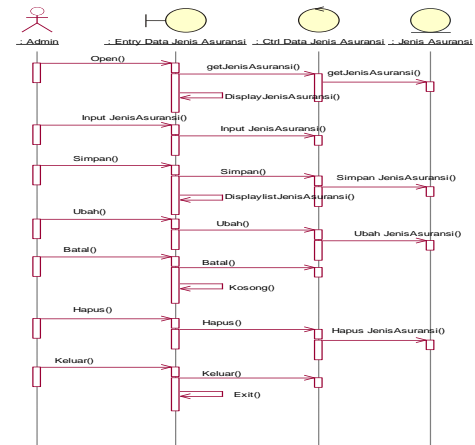 : Admin : Entry Data Jenis Asuransi : Ctrl Data Jenis Asuransi : Jenis Asuransi
Open()
getJenisAsuransi()
getJenisAsuransi()
DisplayJenisAsuransi()
Input JenisAsuransi()
Input JenisAsuransi()
Simpan()
Simpan()
Simpan JenisAsuransi()
DisplaylistJenisAsuransi()
Ubah()
Ubah()
Ubah JenisAsuransi()
Batal()
Batal()
Kosong()
Hapus()
Hapus()
Hapus JenisAsuransi()
Keluar()
Keluar()
Exit()